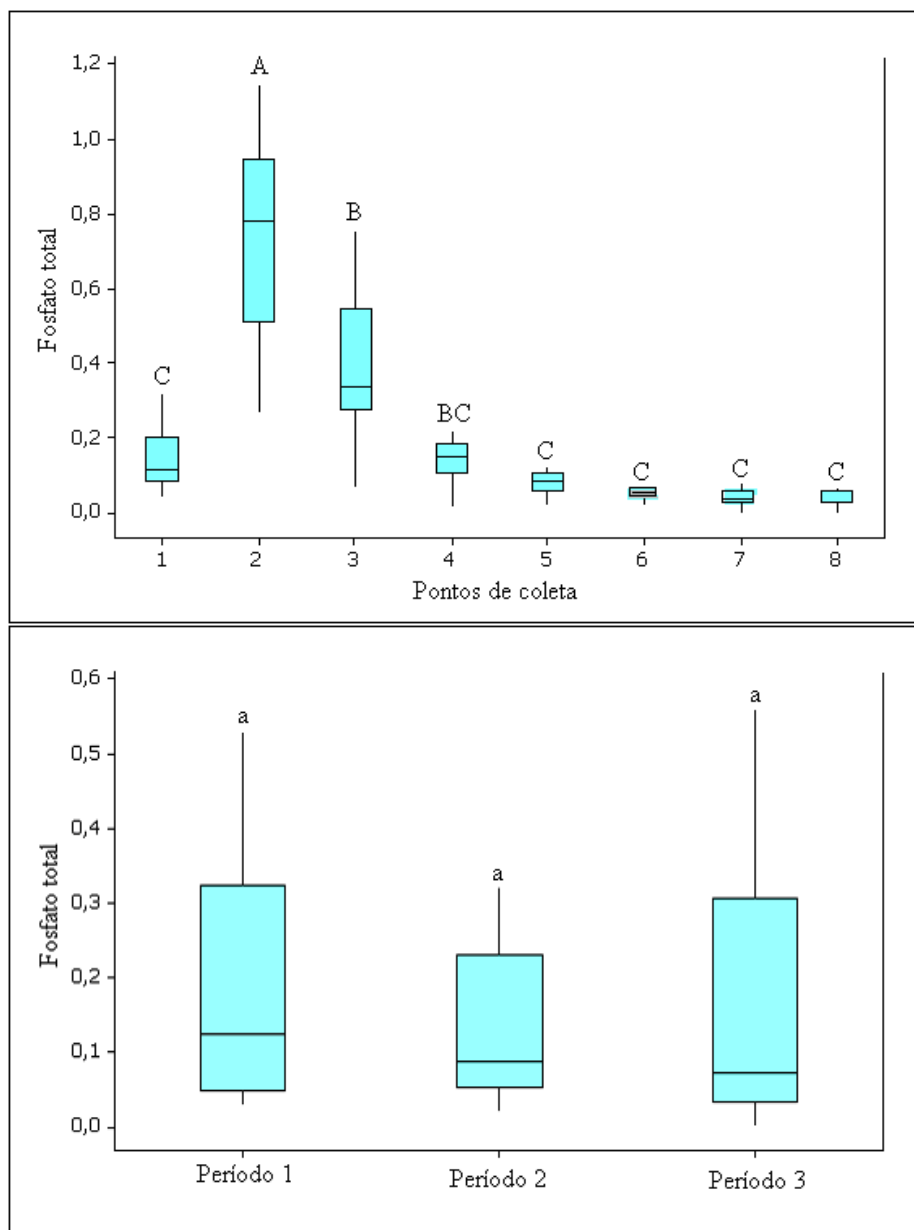 Fosfato total
1,2
1,0
0,8
0,6
0,4
0,2
0,0
A
B
C
BC
C
C
C
C
1 2 3 4 5 6 7 8
Pontos de coleta
Fosfato total
0,6
0,5
0,4
0,3
0,2
0,1
0,0
a
a
a
Período 1 Período 2 Período 3